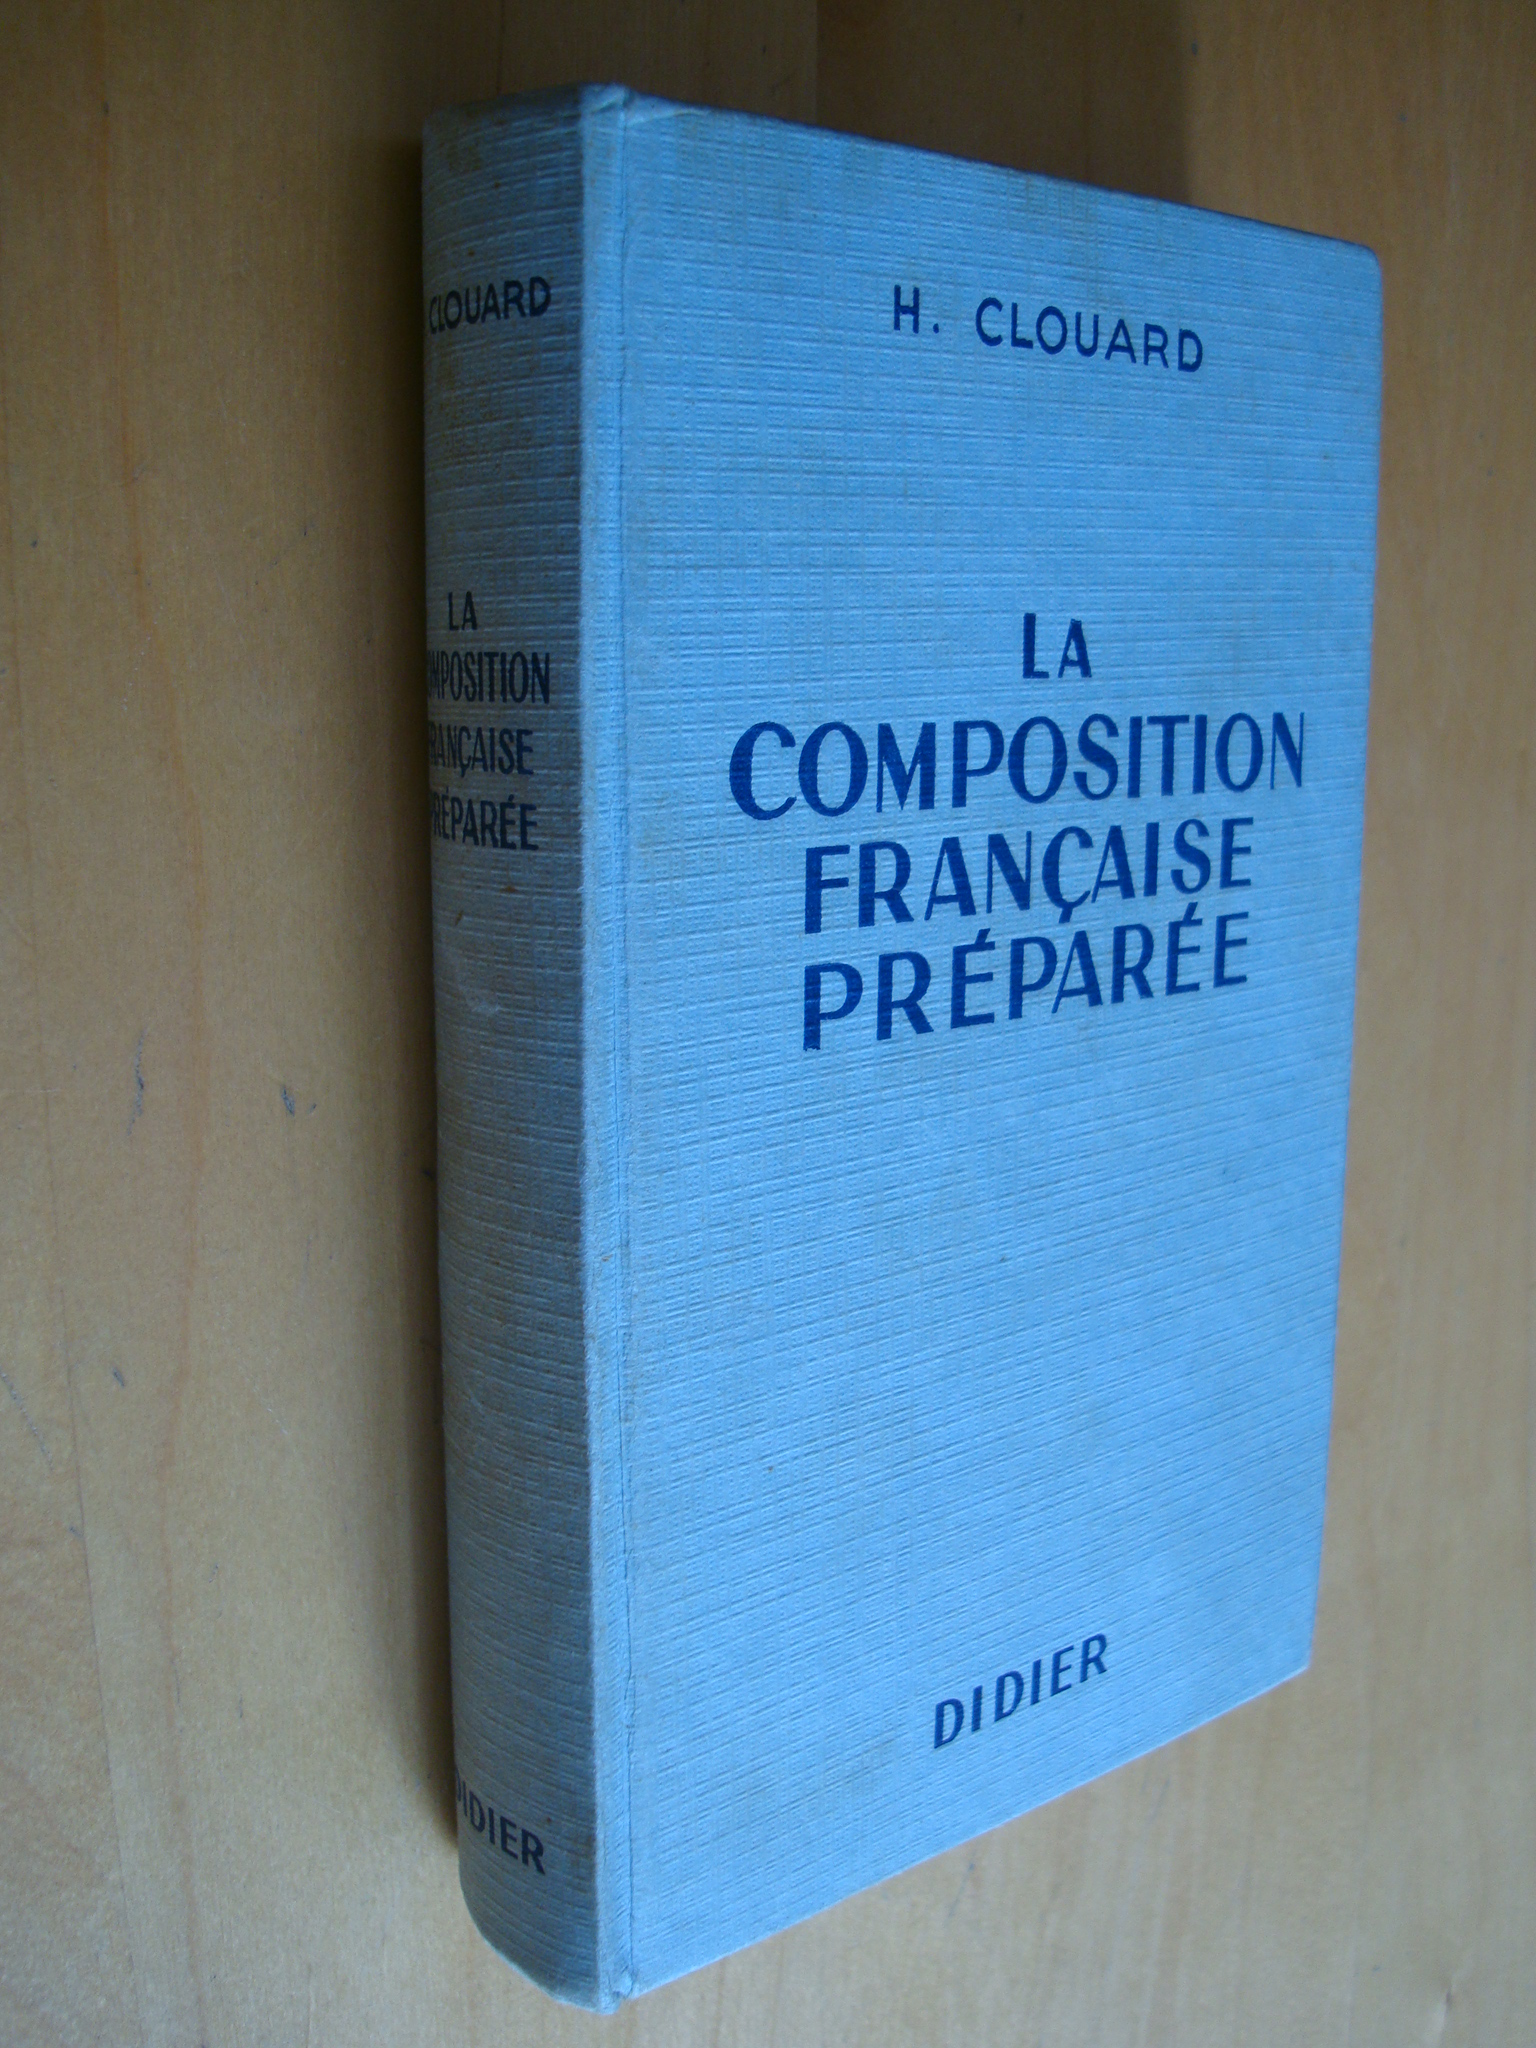 CLOUARD
LA
COMPOSITION
FRANÇAISE
PRÉPARÉE
DIDIER
H. CLOUARD
LA
COMPOSITION
FRANÇAISE
PRÉPARÉE
DIDIER